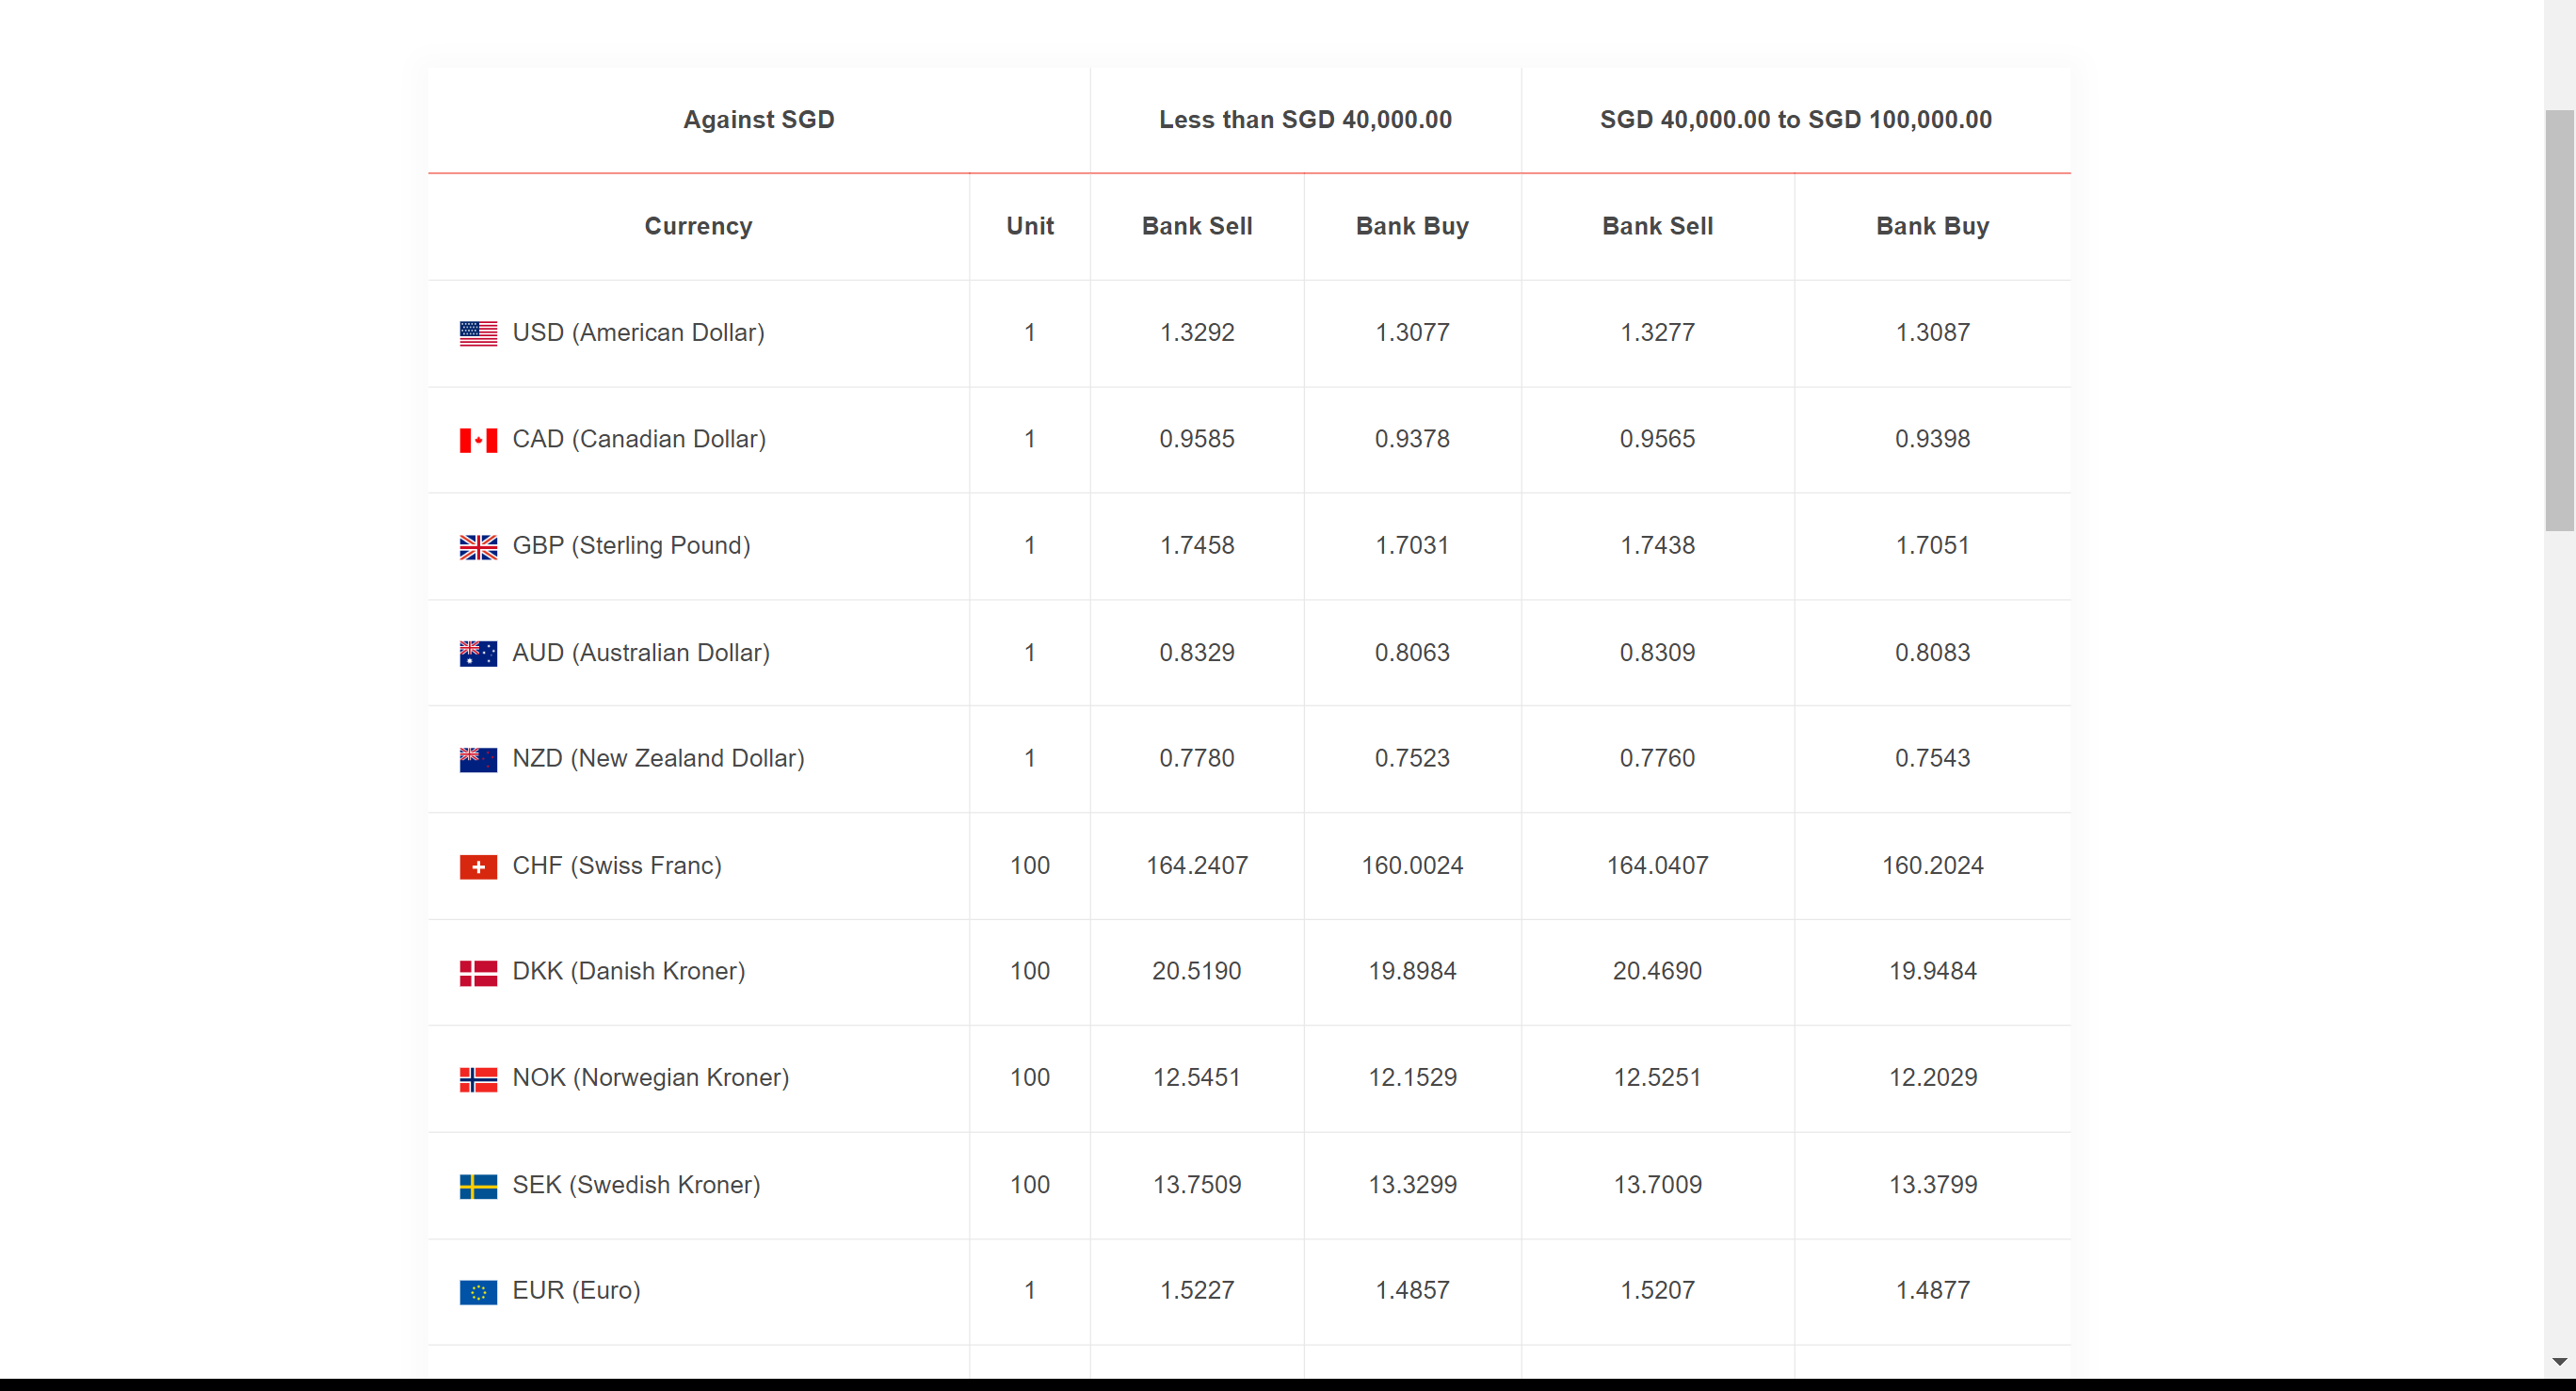 Against SGD Less than SGD 40,000.00 SGD 40,000.00 to SGD 100,000.00
Currency Unit Bank Sell Bank Buy Bank Sell Bank Buy
USD (American Dollar) 1 1.3292 1.3077 1.3277 1.3087
CAD (Canadian Dollar) 1 0.9585 0.9378 0.9565 0.9398
GBP (Sterling Pound) 1 1.7458 1.7031 1.7438 1.7051
AUD (Australian Dollar) 1 0.8329 0.8063 0.8309 0.8083
NZD (New Zealand Dollar) 1 0.7780 0.7523 0.7760 0.7543
CHF (Swiss Franc) 100 164.2407 160.0024 164.0407 160.2024
DKK (Danish Kroner) 100 20.5190 19.8984 20.4690 19.9484
NOK (Norwegian Kroner) 100 12.5451 12.1529 12.5251 12.2029
SEK (Swedish Kroner) 100 13.7509 13.3299 13.7009 13.3799
EUR (Euro) 1 1.5227 1.4857 1.5207 1.4877